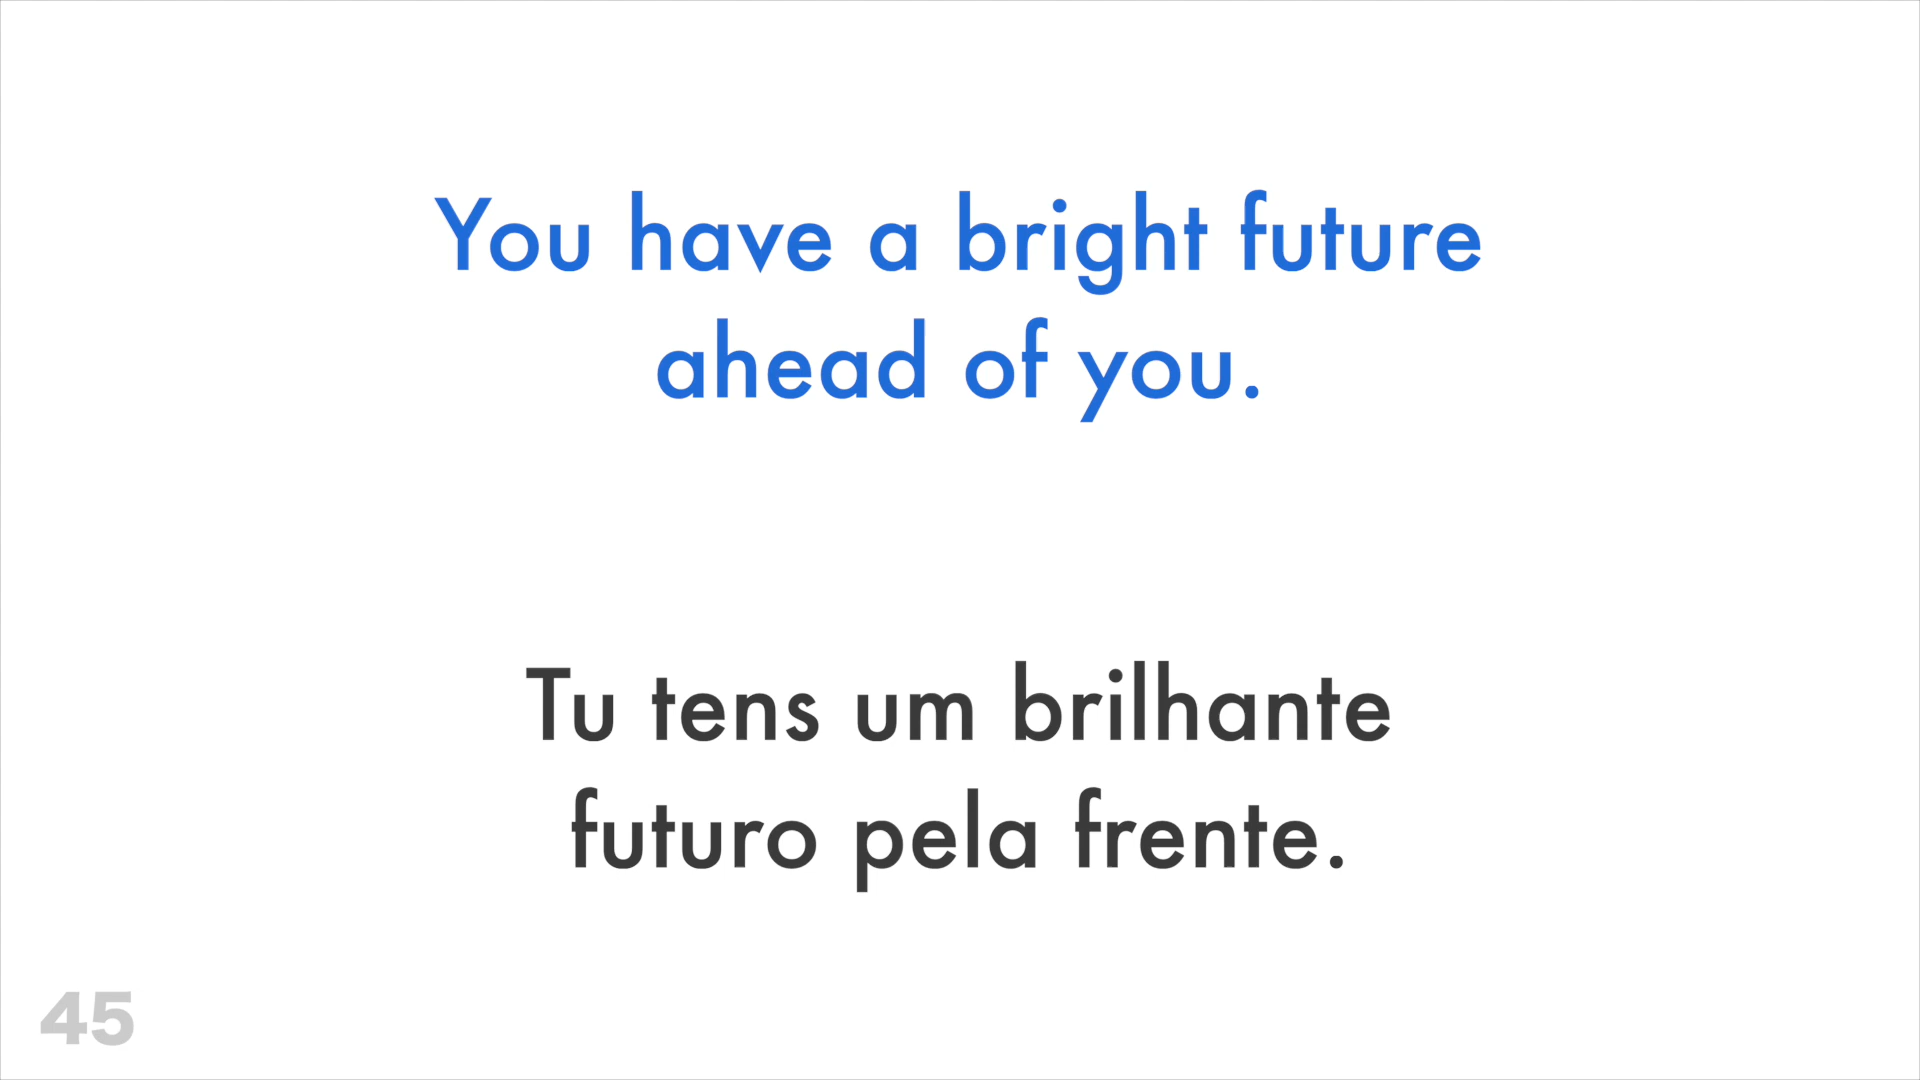 You have a bright future
ahead of you.
Tu tens um brilhante
futuro pela frente.
45